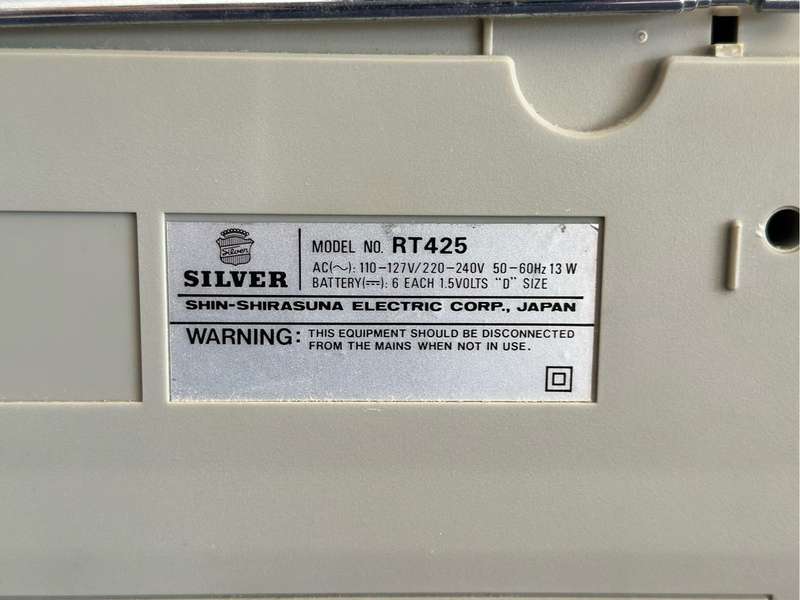 Silver
SILVER
MODEL NO. RT425
AC(∼): 110-127V/220-240V 50-60Hz 13 W
BATTERY(⎓): 6 EACH 1.5VOLTS "D" SIZE
SHIN-SHIRASUNA ELECTRIC CORP., JAPAN
WARNING: THIS EQUIPMENT SHOULD BE DISCONNECTED
FROM THE MAINS WHEN NOT IN USE.